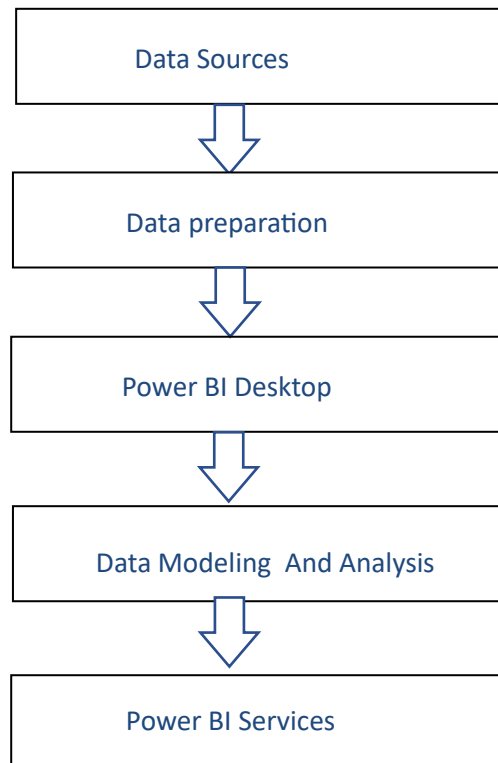 Data Sources
Data preparation
Power BI Desktop
Data Modeling  And Analysis
Power BI Services